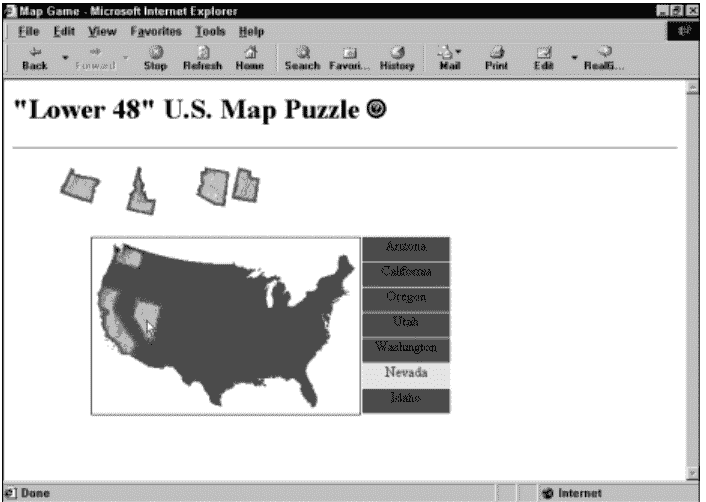 Map Game - Microsoft Internet Explorer
File Edit View Favorites Tools Help
Back Forward Stop Refresh Home Search Favori... History Mail Print Edit RealG...
"Lower 48" U.S. Map Puzzle
Arizona
California
Oregon
Utah
Washington
Nevada
Idaho
Done Internet